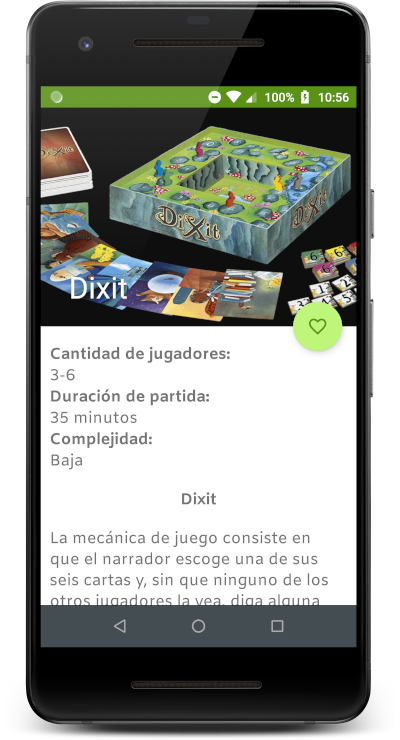 100% 10:56
Dixit
Dixit
Dixit
Cantidad de jugadores:
3-6
Duración de partida:
35 minutos
Complejidad:
Baja
Dixit
La mecánica de juego consiste en
que el narrador escoge una de sus
seis cartas y, sin que ninguno de los
otros jugadores la vea, diga alguna